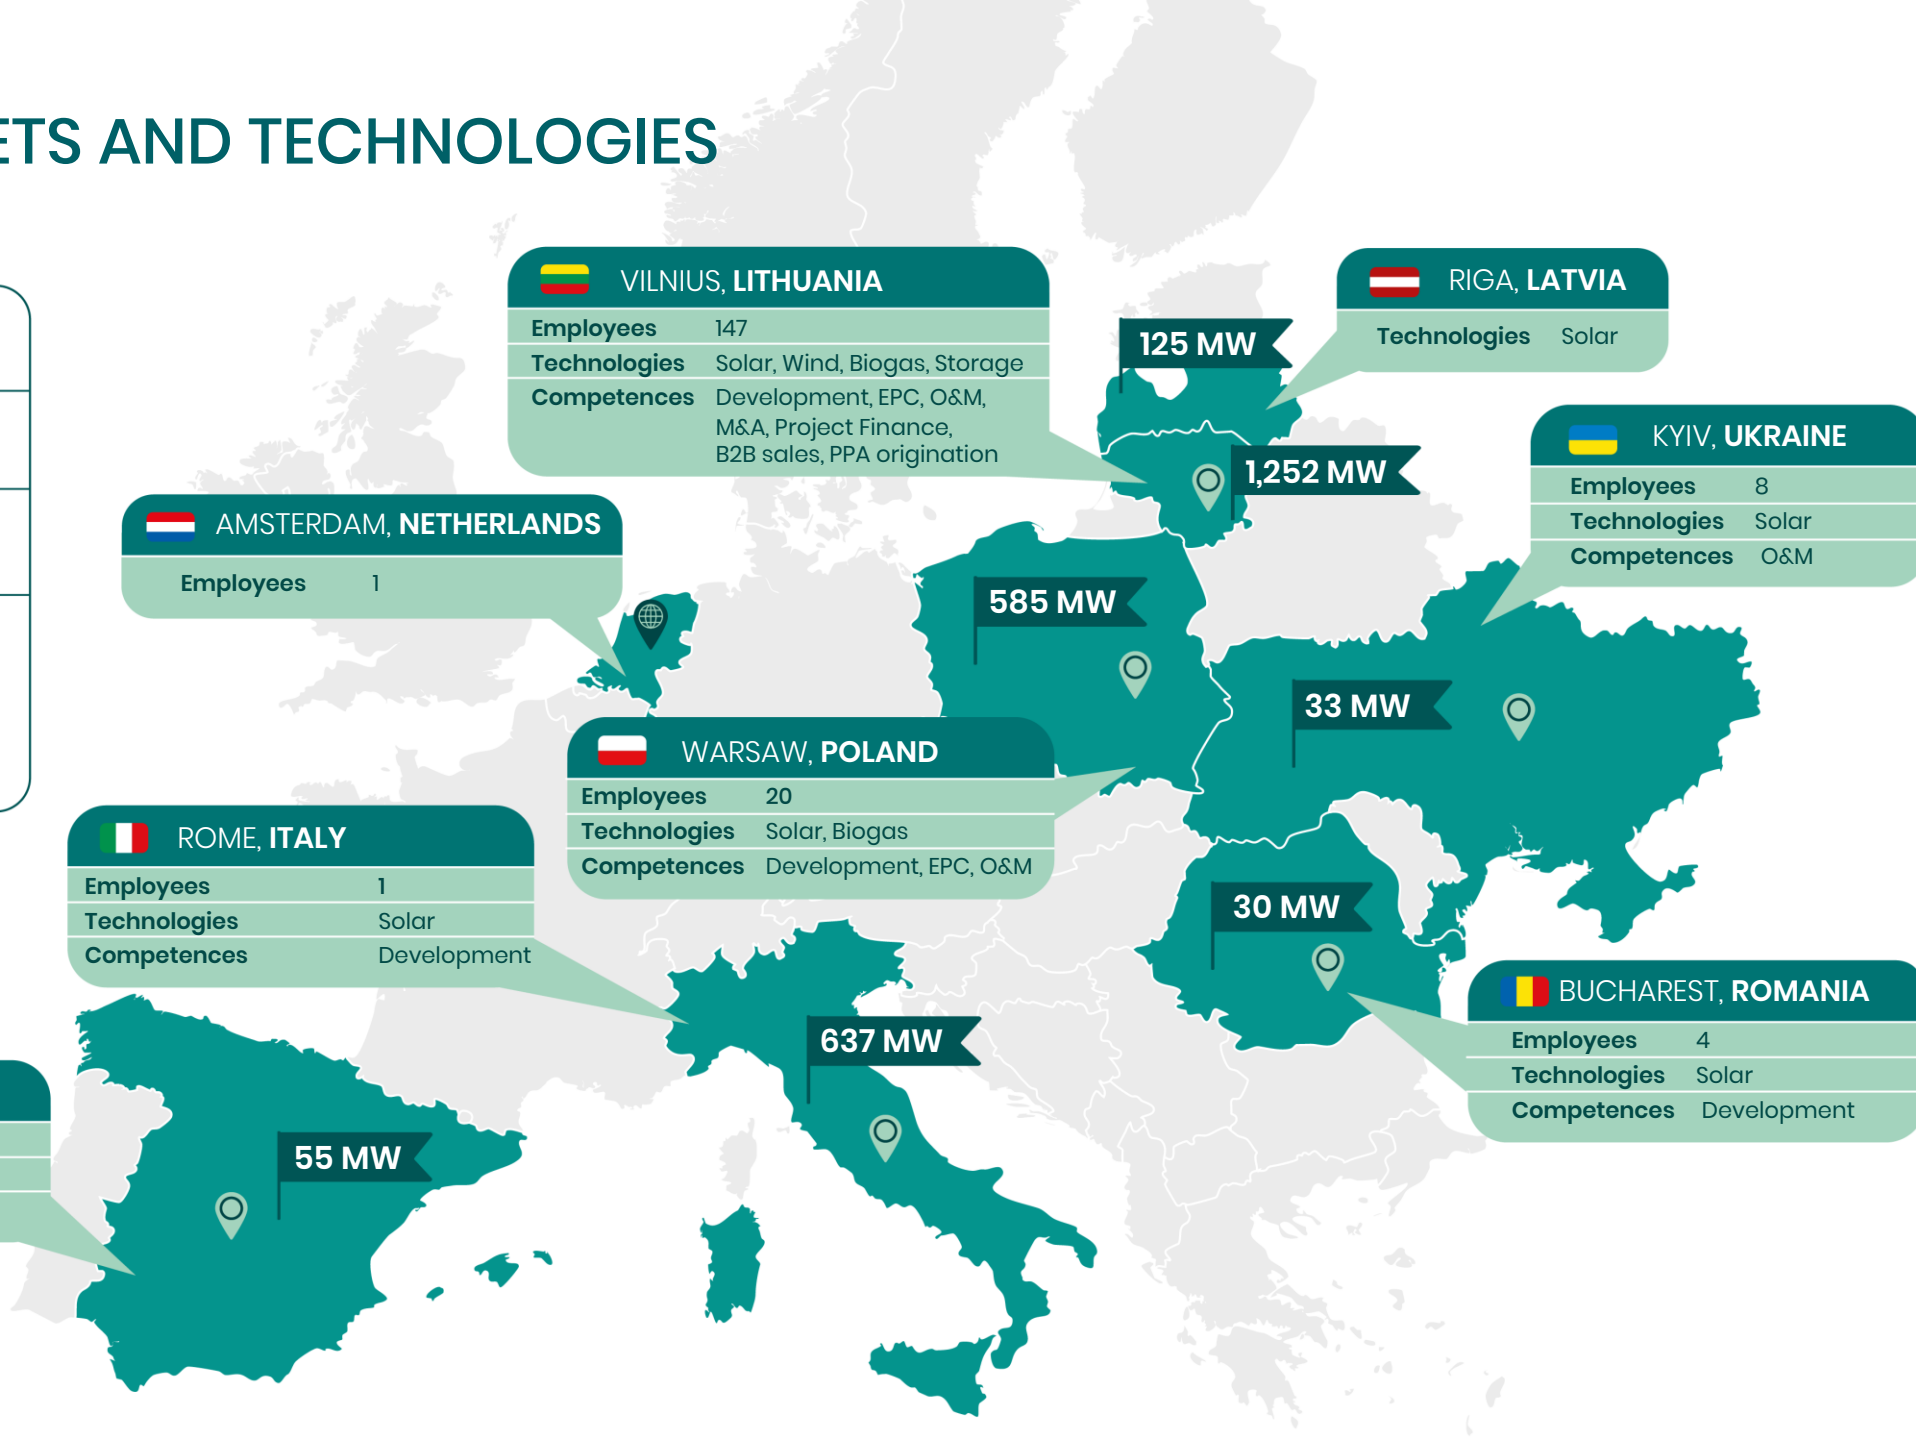 ETS AND TECHNOLOGIES
VILNIUS, LITHUANIA
Employees 147
Technologies Solar, Wind, Biogas, Storage
Competences Development, EPC, O&M,
M&A, Project Finance,
B2B sales, PPA origination
RIGA, LATVIA
Technologies Solar
125 MW
1,252 MW
KYIV, UKRAINE
Employees 8
Technologies Solar
Competences O&M
AMSTERDAM, NETHERLANDS
Employees 1
585 MW
33 MW
WARSAW, POLAND
Employees 20
Technologies Solar, Biogas
Competences Development, EPC, O&M
ROME, ITALY
Employees 1
Technologies Solar
Competences Development
30 MW
BUCHAREST, ROMANIA
Employees 4
Technologies Solar
Competences Development
637 MW
55 MW